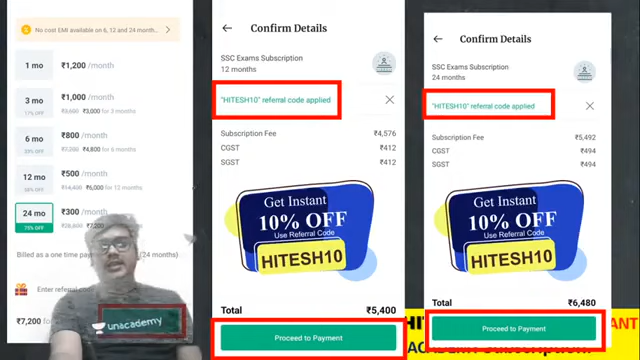 No cost EMI available on 6, 12 and 24 month
1 mo ₹1,200 /month
3 mo ₹1,000 /month
17% OFF ₹3,000 for 3 months
6 mo ₹800 /month
₹7,200 ₹4,800 for 6 months
12 mo ₹500 /month
₹14,400 ₹6,000 for 12 months
24 mo ₹300 /month
75% OFF ₹28,800 ₹7,200
Billed as a one time pay (24 months)
Enter referral
₹7,200 for
unacademy
Confirm Details
SSC Exams Subscription
12 months
"HITESH10" referral code applied
Subscription Fee ₹4,576
CGST ₹412
SGST ₹412
Get Instant
10% OFF
Use Referral Code
HITESH10
Total ₹5,400
Proceed to Payment
Confirm Details
SSC Exams Subscription
24 months
"HITESH10" referral code applied
Subscription Fee ₹5,492
CGST ₹494
SGST ₹494
Get Instant
10% OFF
Use Referral Code
HITESH10
Total ₹6,480
Proceed to Payment